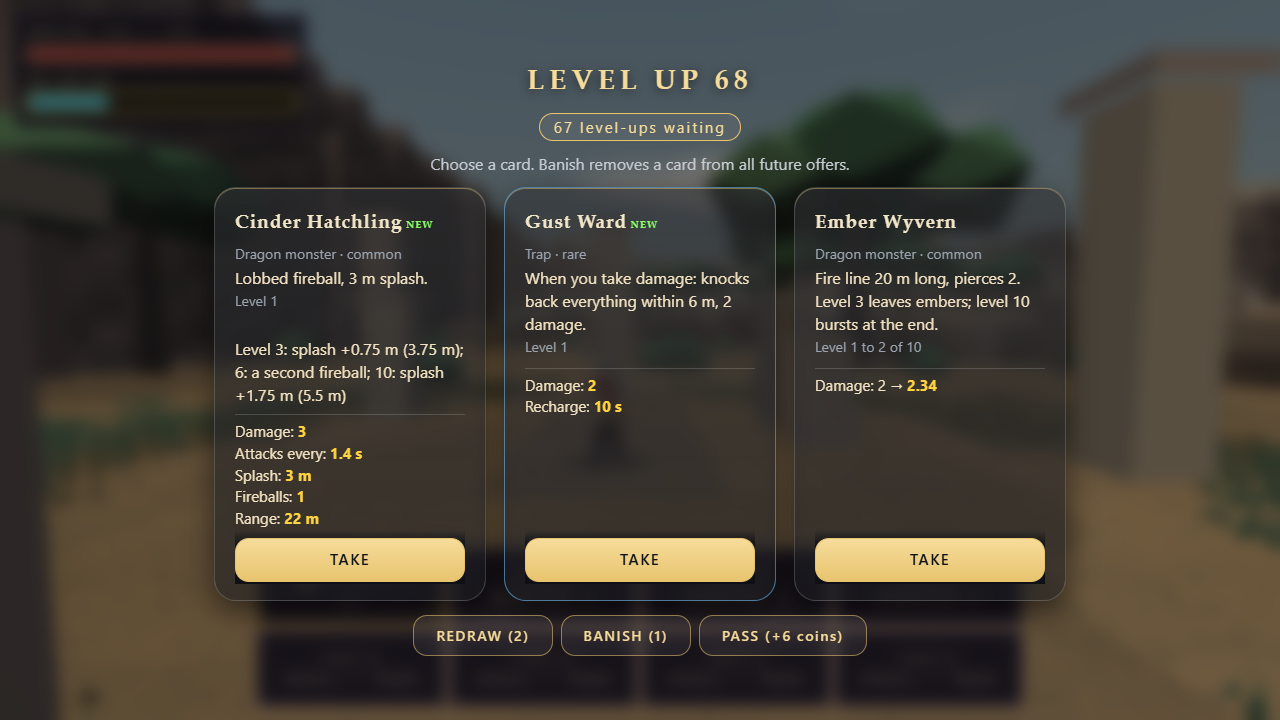 LEVEL UP 68
67 level-ups waiting
Choose a card. Banish removes a card from all future offers.
Cinder Hatchling NEW
Dragon monster · common
Lobbed fireball, 3 m splash.
Level 1
Level 3: splash +0.75 m (3.75 m);
6: a second fireball; 10: splash
+1.75 m (5.5 m)
Damage: 3
Attacks every: 1.4 s
Splash: 3 m
Fireballs: 1
Range: 22 m
TAKE
Gust Ward NEW
Trap · rare
When you take damage: knocks
back everything within 6 m, 2
damage.
Level 1
Damage: 2
Recharge: 10 s
TAKE
Ember Wyvern
Dragon monster · common
Fire line 20 m long, pierces 2.
Level 3 leaves embers; level 10
bursts at the end.
Level 1 to 2 of 10
Damage: 2 → 2.34
TAKE
REDRAW (2)
BANISH (1)
PASS (+6 coins)